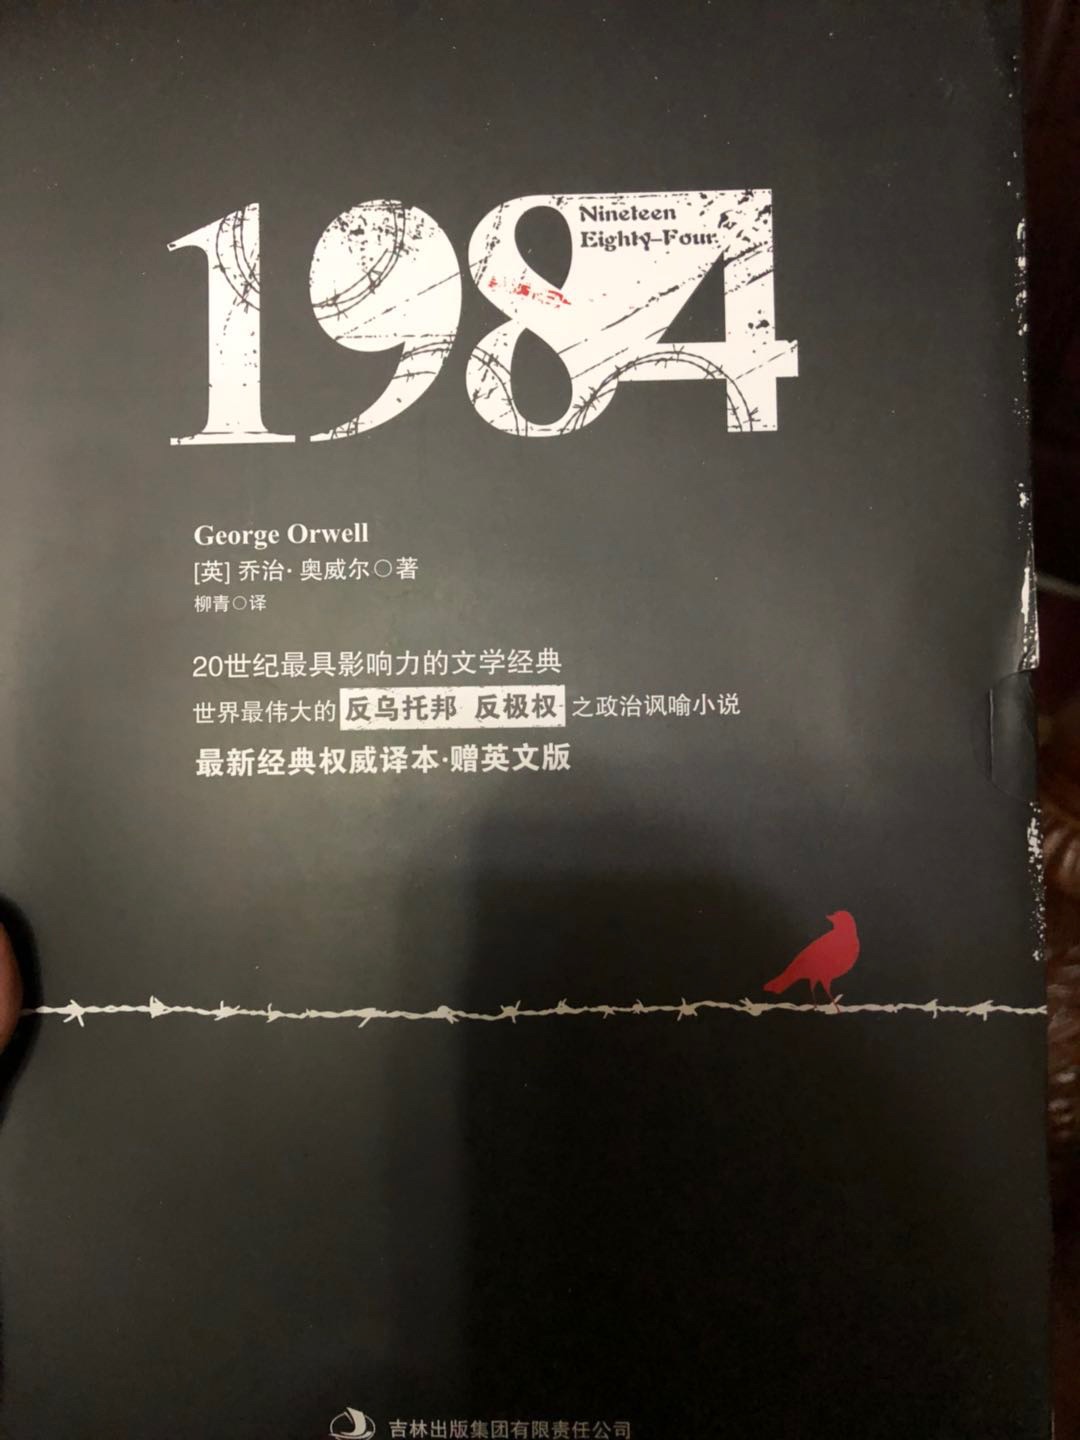 1984
Nineteen
Eighty-Four
George Orwell
[英] 乔治·奥威尔○著
柳青○译
20世纪最具影响力的文学经典
世界最伟大的 反乌托邦 反极权 之政治讽喻小说
最新经典权威译本·赠英文版
吉林出版集团有限责任公司